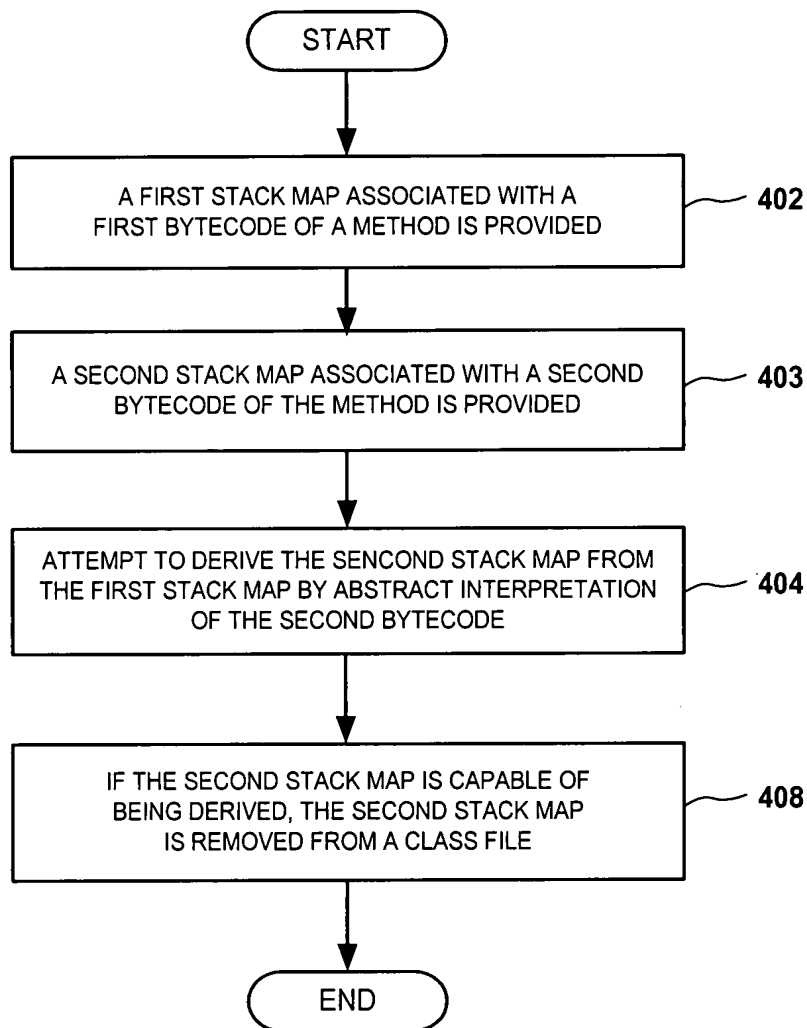 START
A FIRST STACK MAP ASSOCIATED WITH A
FIRST BYTECODE OF A METHOD IS PROVIDED
402
A SECOND STACK MAP ASSOCIATED WITH A SECOND
BYTECODE OF THE METHOD IS PROVIDED
403
ATTEMPT TO DERIVE THE SENCOND STACK MAP FROM
THE FIRST STACK MAP BY ABSTRACT INTERPRETATION
OF THE SECOND BYTECODE
404
IF THE SECOND STACK MAP IS CAPABLE OF
BEING DERIVED, THE SECOND STACK MAP
IS REMOVED FROM A CLASS FILE
408
END